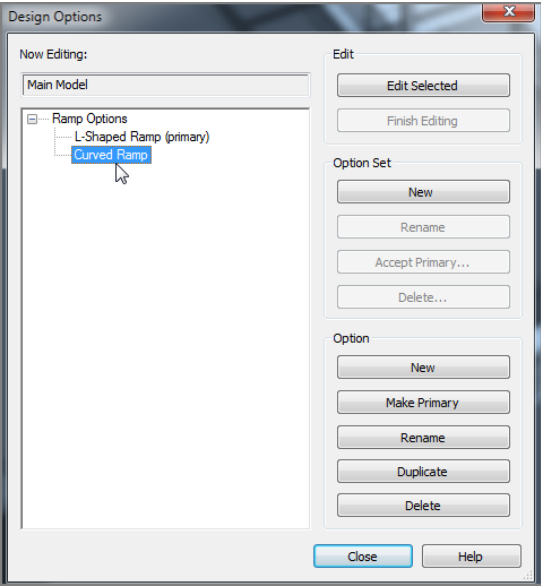 Design Options
Now Editing:
Main Model
Ramp Options
L-Shaped Ramp (primary)
Curved Ramp
Edit
Edit Selected
Finish Editing
Option Set
New
Rename
Accept Primary...
Delete...
Option
New
Make Primary
Rename
Duplicate
Delete
Close
Help